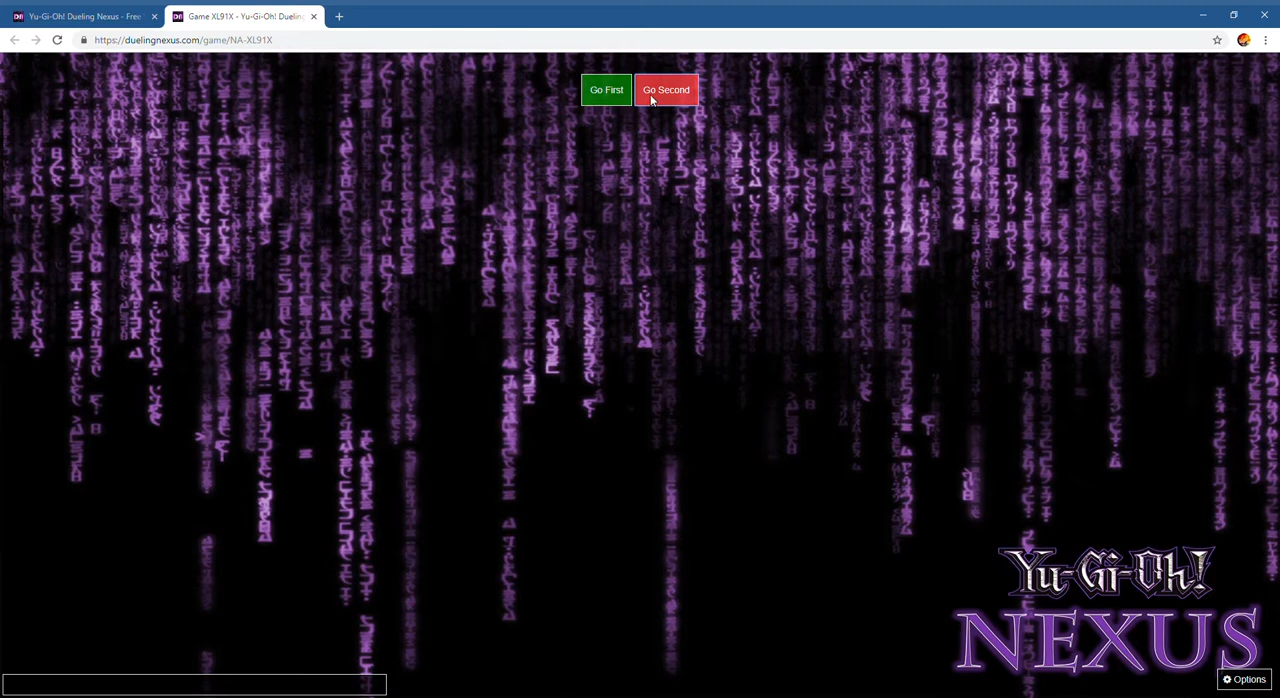 Yu-Gi-Oh! Dueling Nexus - Free
Game XL91X - Yu-Gi-Oh! Dueling
https://duelingnexus.com/game/NA-XL91X
Go First
Go Second
Yu-Gi-Oh!
NEXUS
Options